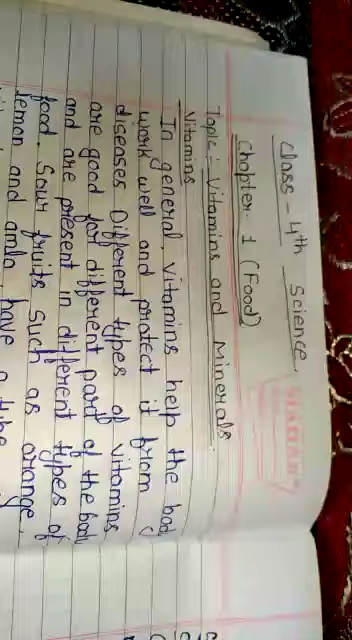 Class - 4th Science
Chapter 1 (Food)
Topic: Vitamins and Minerals.
Vitamins
In general, vitamins help the body
work well and protect it from
diseases Different types of vitamins
are good for different part of the body
and are present in different types of
food. Sour fruits such as orange,
lemon and amla have a